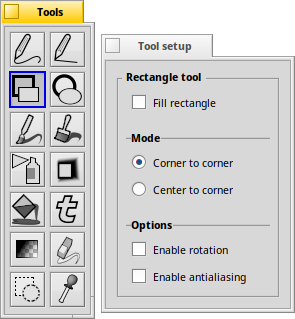 Tools
Tool setup
Rectangle tool
Fill rectangle
Mode
Corner to corner
Center to corner
Options
Enable rotation
Enable antialiasing